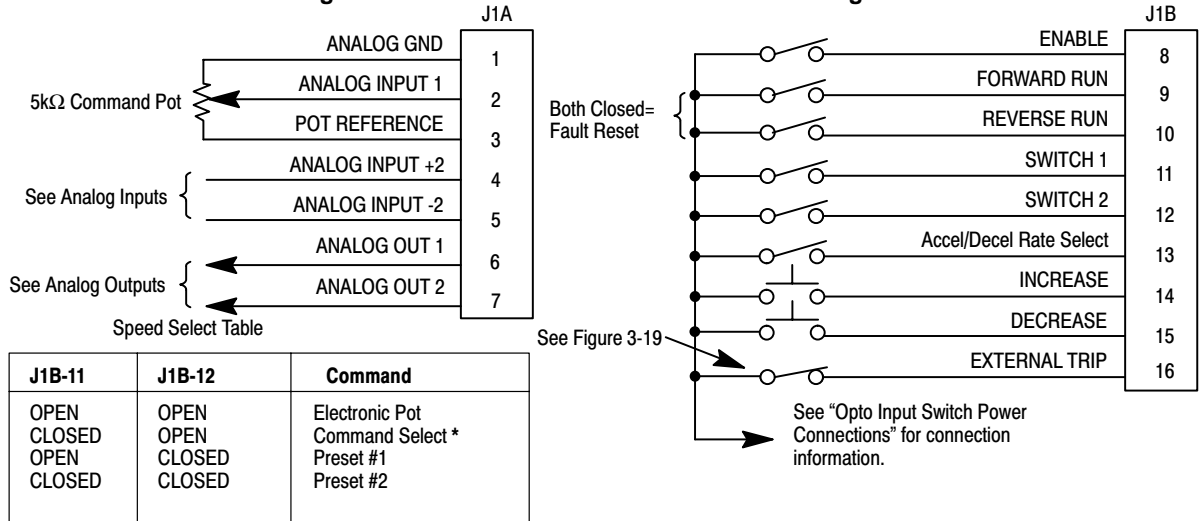 J1A
ANALOG GND
1
ANALOG INPUT 1
2
5kΩ Command Pot
POT REFERENCE
3
ANALOG INPUT +2
4
See Analog Inputs
ANALOG INPUT -2
5
ANALOG OUT 1
6
See Analog Outputs
ANALOG OUT 2
7
Speed Select Table
J1B-11 J1B-12 Command
OPEN OPEN Electronic Pot
CLOSED OPEN Command Select *
OPEN CLOSED Preset #1
CLOSED CLOSED Preset #2
J1B
ENABLE
8
FORWARD RUN
9
Both Closed=
Fault Reset
REVERSE RUN
10
SWITCH 1
11
SWITCH 2
12
Accel/Decel Rate Select
13
INCREASE
14
DECREASE
15
See Figure 3-19
EXTERNAL TRIP
16
See “Opto Input Switch Power
Connections” for connection
information.